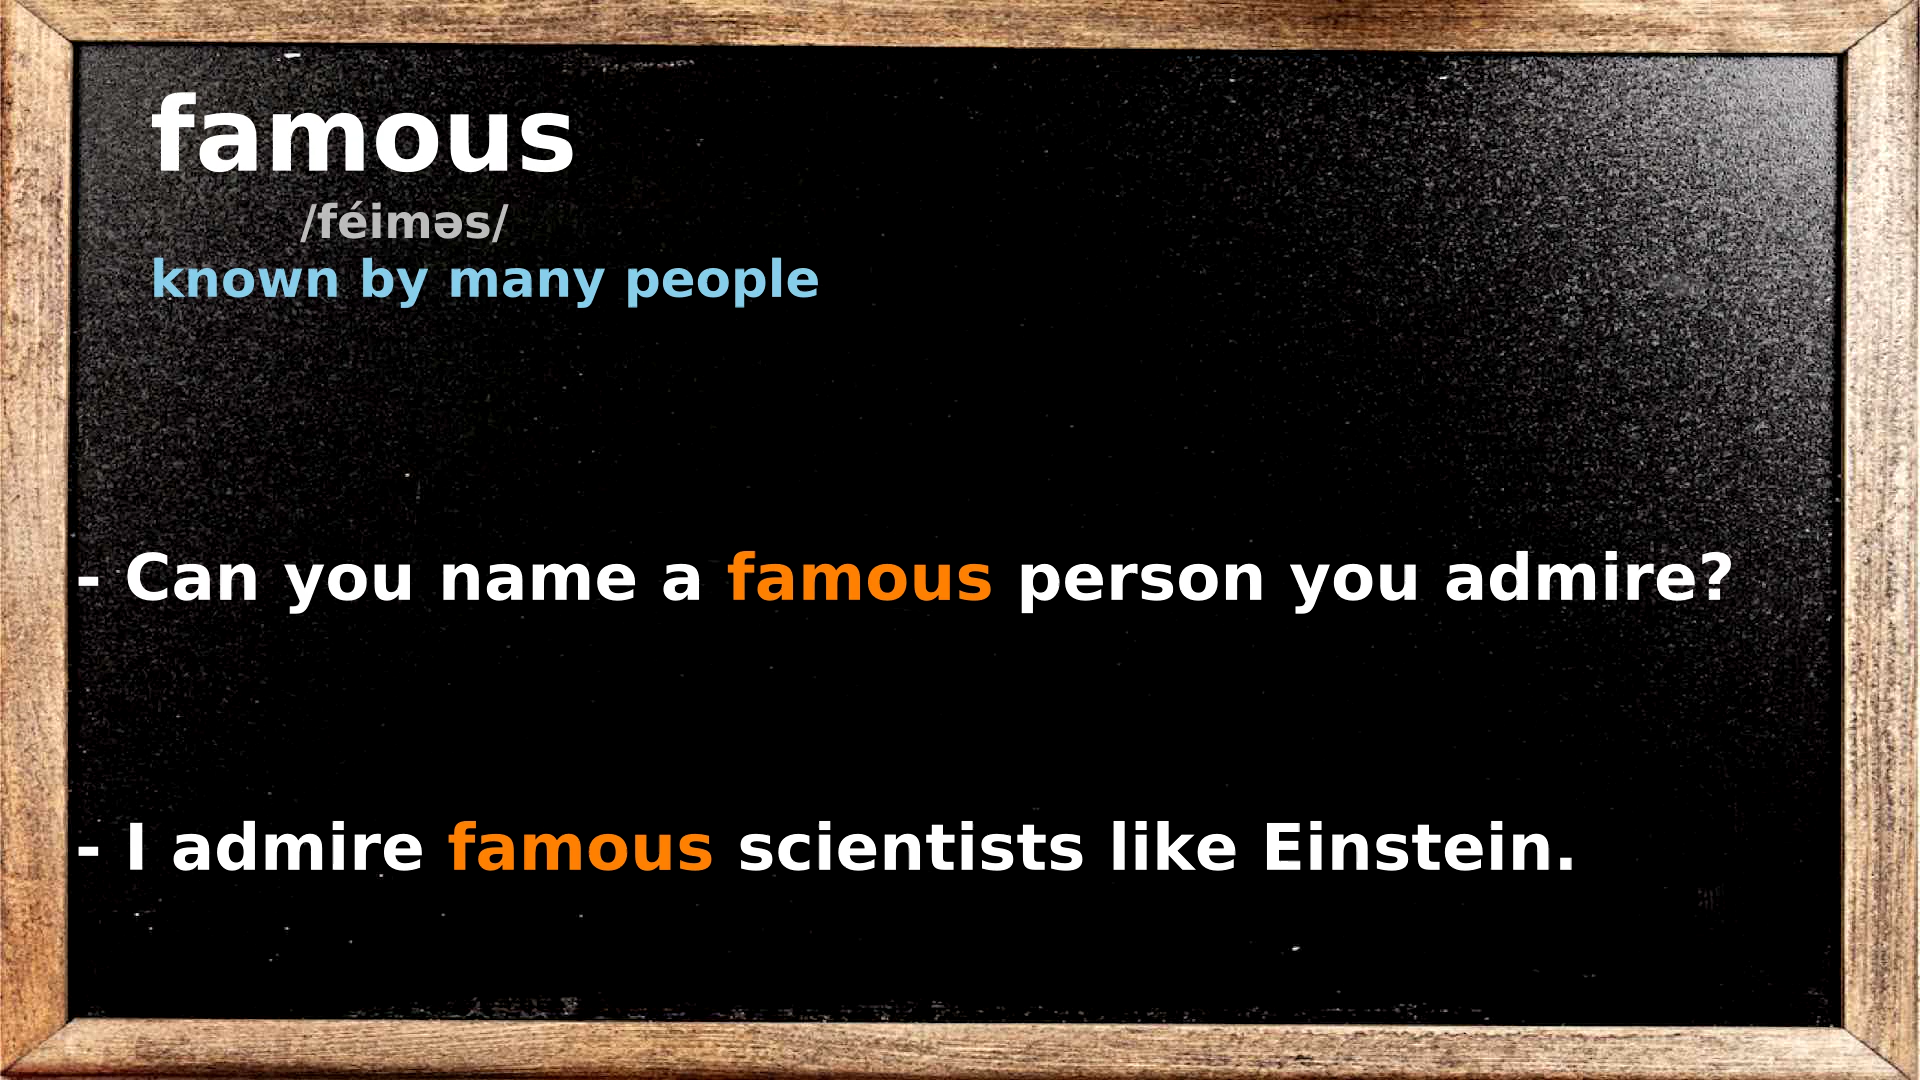 famous
/féiməs/
known by many people
- Can you name a famous person you admire?
- I admire famous scientists like Einstein.